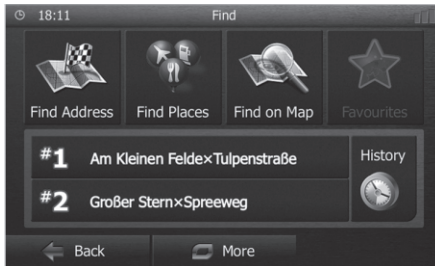 18:11 Find
Find Address Find Places Find on Map Favourites
#1 Am Kleinen Felde×Tulpenstraße History
#2 Großer Stern×Spreeweg
Back More